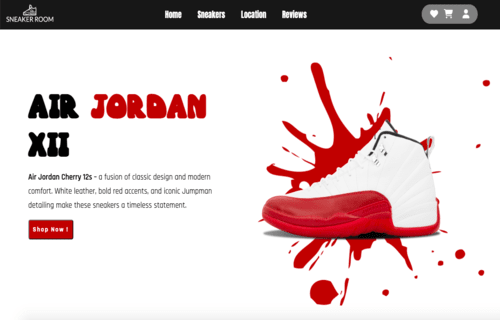 SNEAKER ROOM
Home Sneakers Location Reviews
AIR JORDAN
XII
Air Jordan Cherry 12s – a fusion of classic design and modern
comfort. White leather, bold red accents, and iconic Jumpman
detailing make these sneakers a timeless statement.
Shop Now !